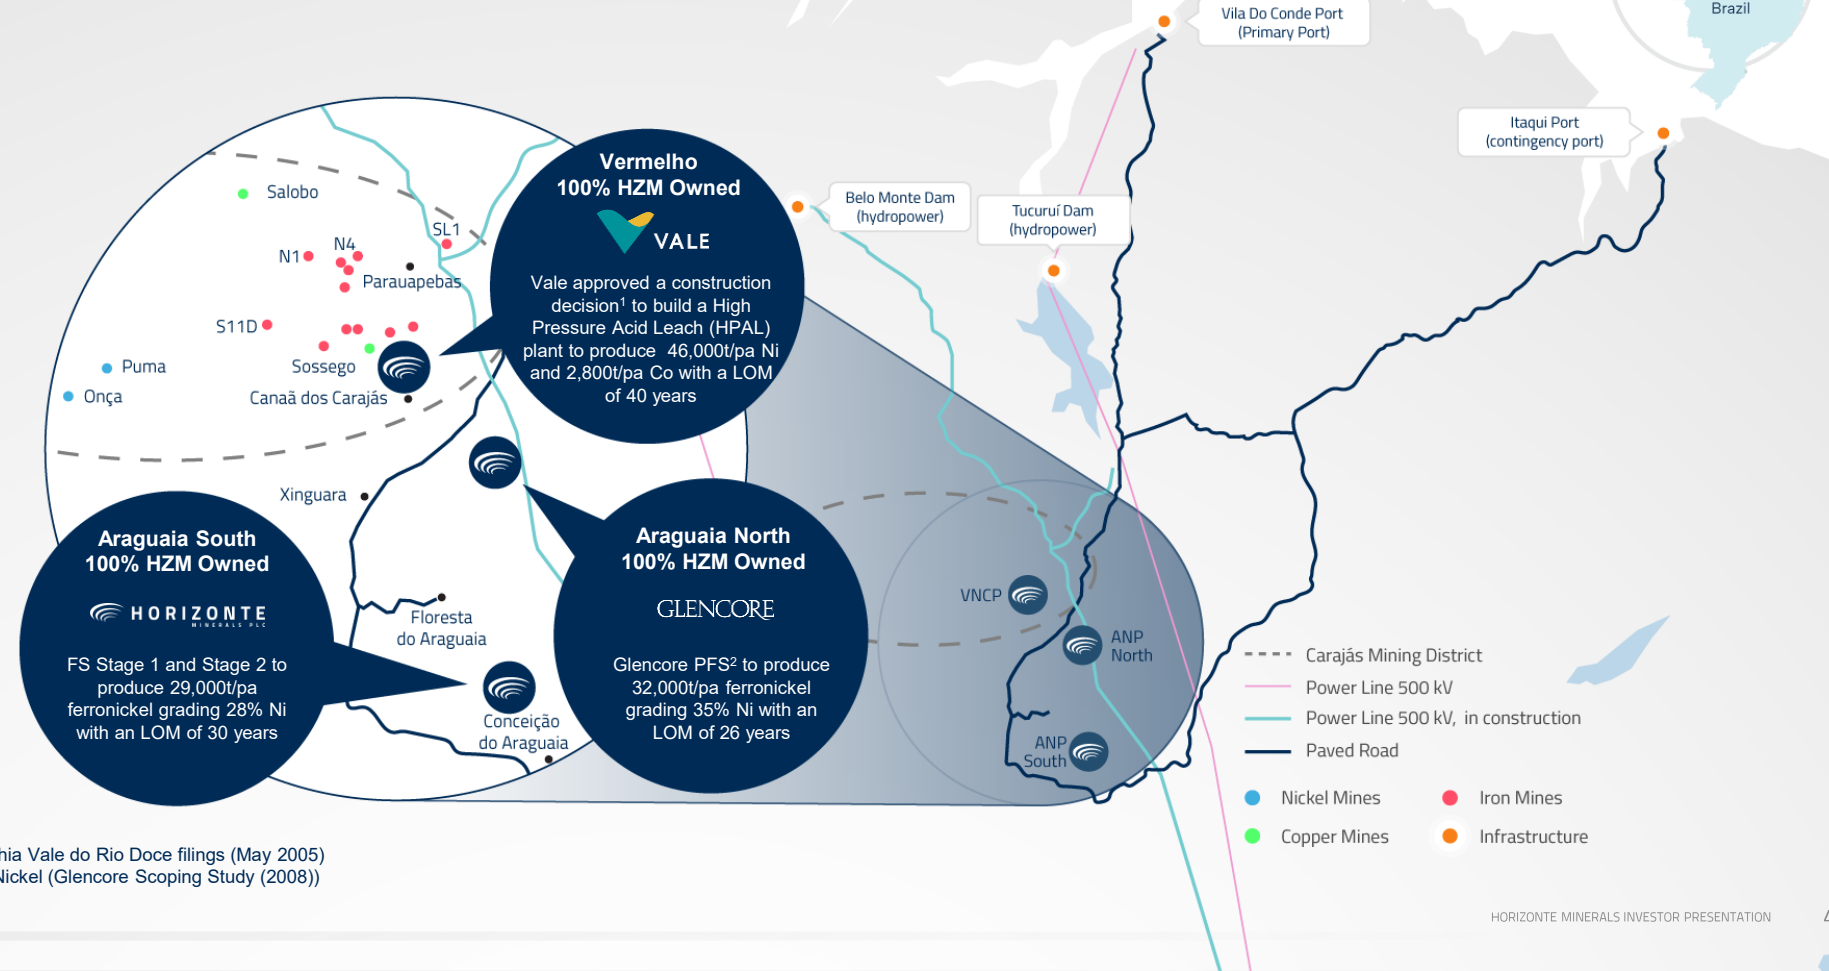 Brazil
Vila Do Conde Port
(Primary Port)
Itaqui Port
(contingency port)
Belo Monte Dam
(hydropower)
Tucuruí Dam
(hydropower)
Vermelho
100% HZM Owned
VALE
Vale approved a construction
decision¹ to build a High
Pressure Acid Leach (HPAL)
plant to produce 46,000t/pa Ni
and 2,800t/pa Co with a LOM
of 40 years
Salobo
SL1
N4
N1
Parauapebas
S11D
Sossego
Puma
Onça
Canaã dos Carajás
Xinguara
Araguaia South
100% HZM Owned
HORIZONTE
MINERALS PLC
FS Stage 1 and Stage 2 to
produce 29,000t/pa
ferronickel grading 28% Ni
with an LOM of 30 years
Araguaia North
100% HZM Owned
GLENCORE
Glencore PFS² to produce
32,000t/pa ferronickel
grading 35% Ni with an
LOM of 26 years
Floresta
do Araguaia
Conceição
do Araguaia
VNCP
ANP
North
ANP
South
Carajás Mining District
Power Line 500 kV
Power Line 500 kV, in construction
Paved Road
Nickel Mines
Iron Mines
Copper Mines
Infrastructure
Vale do Rio Doce filings (May 2005)
Nickel (Glencore Scoping Study (2008))
HORIZONTE MINERALS INVESTOR PRESENTATION